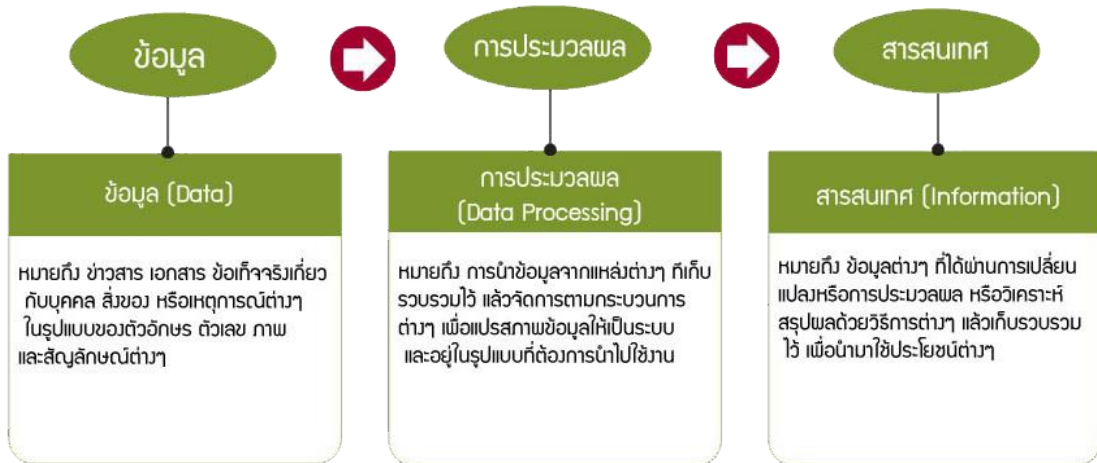 ข้อมูล
การประมวลผล
สารสนเทศ
ข้อมูล (Data)
หมายถึง ข่าวสาร เอกสาร ข้อเท็จจริงเกี่ยว
กับบุคคล สิ่งของ หรือเหตุการณ์ต่างๆ
ในรูปแบบของตัวอักษร ตัวเลข ภาพ
และสัญลักษณ์ต่างๆ
การประมวลผล
(Data Processing)
หมายถึง การนำข้อมูลจากแหล่งต่างๆ ทีเก็บ
รวบรวมไว้ แล้วจัดการตามกระบวนการ
ต่างๆ เพื่อแปรสภาพข้อมูลให้เป็นระบบ
และอยู่ในรูปแบบที่ต้องการนำไปใช้งาน
สารสนเทศ (Information)
หมายถึง ข้อมูลต่างๆ ที่ได้ผ่านการเปลี่ยน
แปลงหรือการประมวลผล หรือวิเคราะห์
สรุปผลด้วยวิธีการต่างๆ แล้วเก็บรวบรวม
ไว้ เพื่อนำมาใช้ประโยชน์ต่างๆ